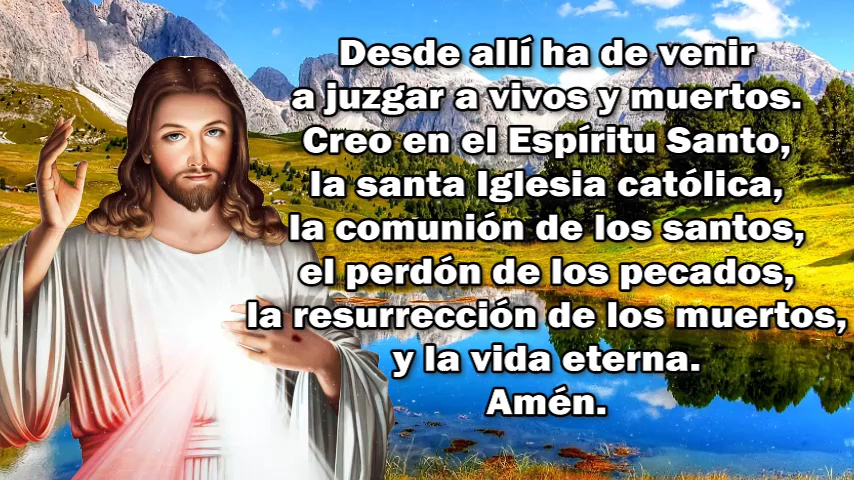 Desde allí ha de venir
a juzgar a vivos y muertos.
Creo en el Espíritu Santo,
la santa Iglesia católica,
la comunión de los santos,
el perdón de los pecados,
la resurrección de los muertos,
y la vida eterna.
Amén.